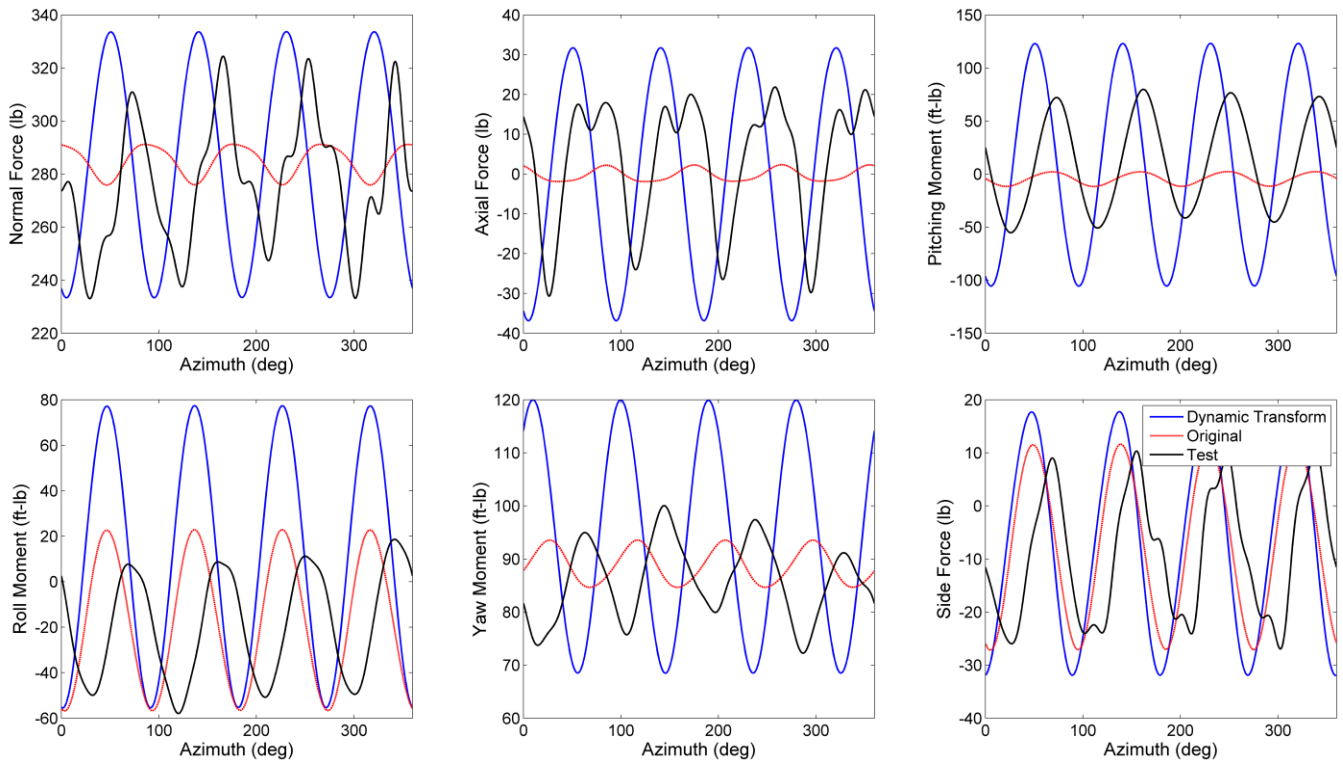 340
320
300
280
260
240
220
Normal Force (lb)
0 100 200 300
Azimuth (deg)
40
30
20
10
0
-10
-20
-30
-40
Axial Force (lb)
0 100 200 300
Azimuth (deg)
150
100
50
0
-50
-100
-150
Pitching Moment (ft-lb)
0 100 200 300
Azimuth (deg)
80
60
40
20
0
-20
-40
-60
Roll Moment (ft-lb)
0 100 200 300
Azimuth (deg)
120
110
100
90
80
70
60
Yaw Moment (ft-lb)
0 100 200 300
Azimuth (deg)
20
10
0
-10
-20
-30
-40
Side Force (lb)
0 100 200 300
Azimuth (deg)
Dynamic Transform
Original
Test